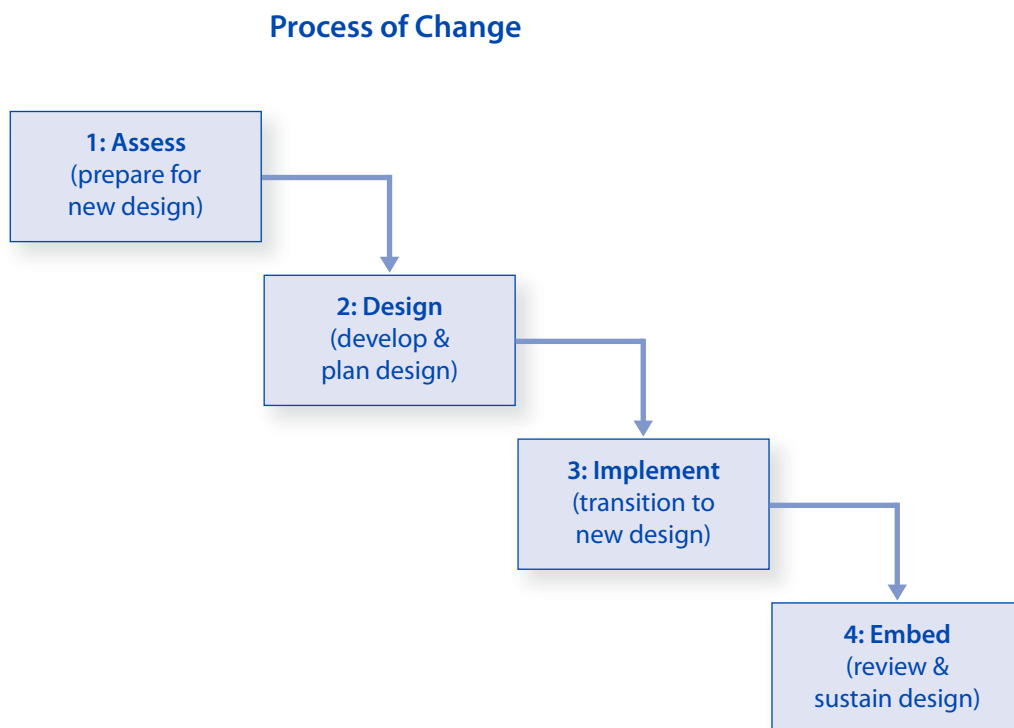 Process of Change
1: Assess
(prepare for
new design)
2: Design
(develop &
plan design)
3: Implement
(transition to
new design)
4: Embed
(review &
sustain design)